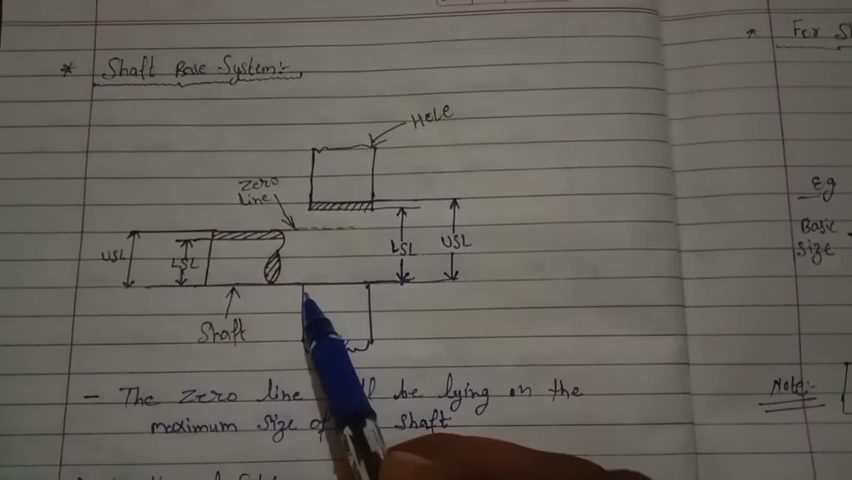 * Shaft Base System:-
Hole
Zero
line
USL
LSL
LSL
USL
Shaft
- The Zero line be lying on the
maximum size of shaft
* For
Eg
Basic
Size
Note:-